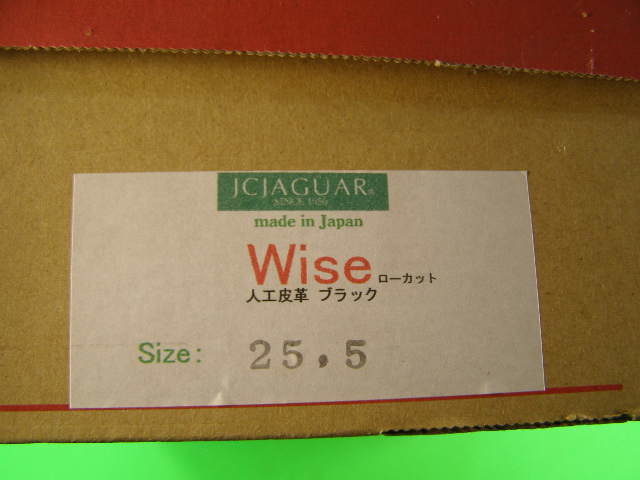 JCJAGUAR®
SINCE 1956
made in Japan
Wise ローカット
人工皮革 ブラック
Size: 25,5